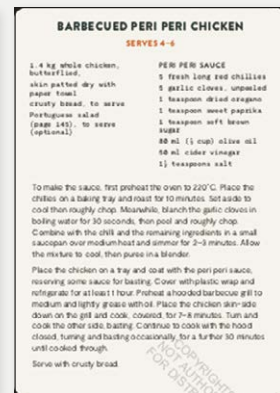 BARBECUED PERI PERI CHICKEN
SERVES 4-6
1.4 kg whole chicken,
butterflied,
skin patted dry with
paper towel
crusty bread, to serve
Portuguese salad
(page 145), to serve
(optional)
PERI PERI SAUCE
5 fresh long red chillies
5 garlic cloves, unpeeled
1 teaspoon dried oregano
1 teaspoon sweet paprika
1 teaspoon soft brown
sugar
80 ml (⅓ cup) olive oil
50 ml cider vinegar
1½ teaspoons salt
To make the sauce, first preheat the oven to 220°C. Place the
chillies on a baking tray and roast for 10 minutes. Set aside to
cool then roughly chop. Meanwhile, blanch the garlic cloves in
boiling water for 30 seconds, then peel and roughly chop.
Combine with the chilli and the remaining ingredients in a small
saucepan over medium heat and simmer for 2–3 minutes. Allow
the mixture to cool, then puree in a blender.
Place the chicken on a tray and coat with the peri peri sauce,
reserving some sauce for basting. Cover with plastic wrap and
refrigerate for at least 1 hour. Preheat a hooded barbecue grill to
medium and lightly grease with oil. Place the chicken skin-side
down on the grill and cook, covered, for 7–8 minutes. Turn and
cook the other side, basting. Continue to cook with the hood
closed, turning and basting occasionally, for a further 30 minutes
until cooked through.
Serve with crusty bread
COPYRIGHT
NOT AUTHOR
FOR DISTR